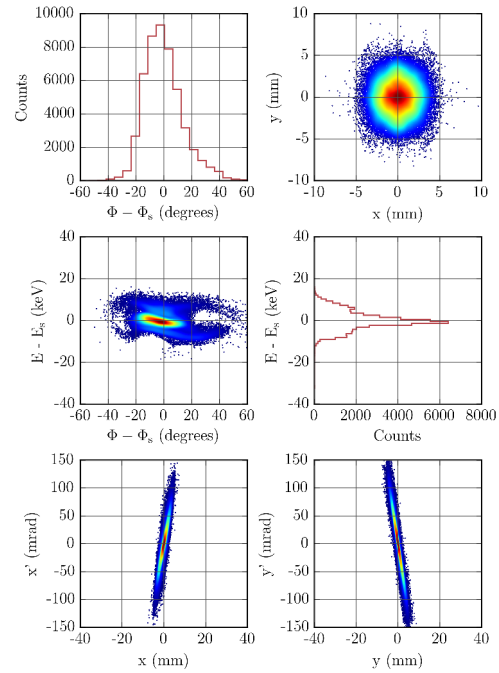 10000
8000
6000
4000
2000
0
Counts
-60 -40 -20 0 20 40 60
Φ − Φs (degrees)
10
5
0
-5
-10
y (mm)
-10 -5 0 5 10
x (mm)
40
20
0
-20
-40
E - Es (keV)
-60 -40 -20 0 20 40 60
Φ − Φs (degrees)
40
20
0
-20
-40
E - Es (keV)
0 2000 4000 6000 8000
Counts
150
100
50
0
-50
-100
-150
x' (mrad)
-40 -20 0 20 40
x (mm)
150
100
50
0
-50
-100
-150
y' (mrad)
-40 -20 0 20 40
y (mm)